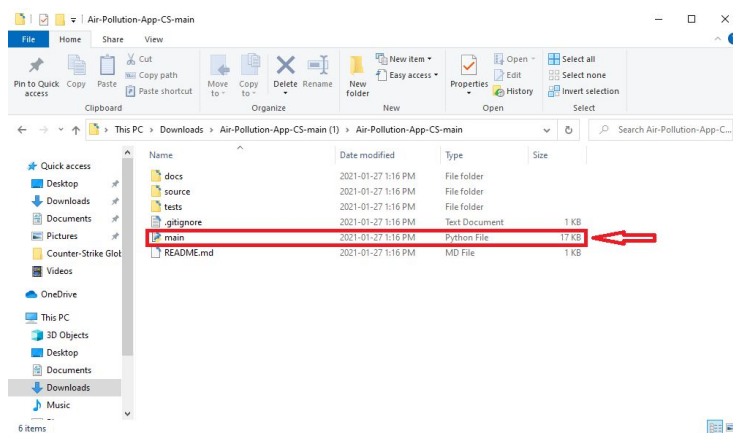 Air-Pollution-App-CS-main
File Home Share View
Pin to Quick access
Copy
Paste
Cut
Copy path
Paste shortcut
Clipboard
Move to
Copy to
Delete
Rename
Organize
New folder
New item
Easy access
New
Properties
Open
Edit
History
Open
Select all
Select none
Invert selection
Select
This PC > Downloads > Air-Pollution-App-CS-main (1) > Air-Pollution-App-CS-main
Search Air-Pollution-App-C...
Quick access
Desktop
Downloads
Documents
Pictures
Counter-Strike Glob
Videos
OneDrive
This PC
3D Objects
Desktop
Documents
Downloads
Music
Name Date modified Type Size
docs 2021-01-27 1:16 PM File folder
source 2021-01-27 1:16 PM File folder
tests 2021-01-27 1:16 PM File folder
.gitignore 2021-01-27 1:16 PM Text Document 1 KB
main 2021-01-27 1:16 PM Python File 17 KB
README.md 2021-01-27 1:16 PM MD File 1 KB
6 items